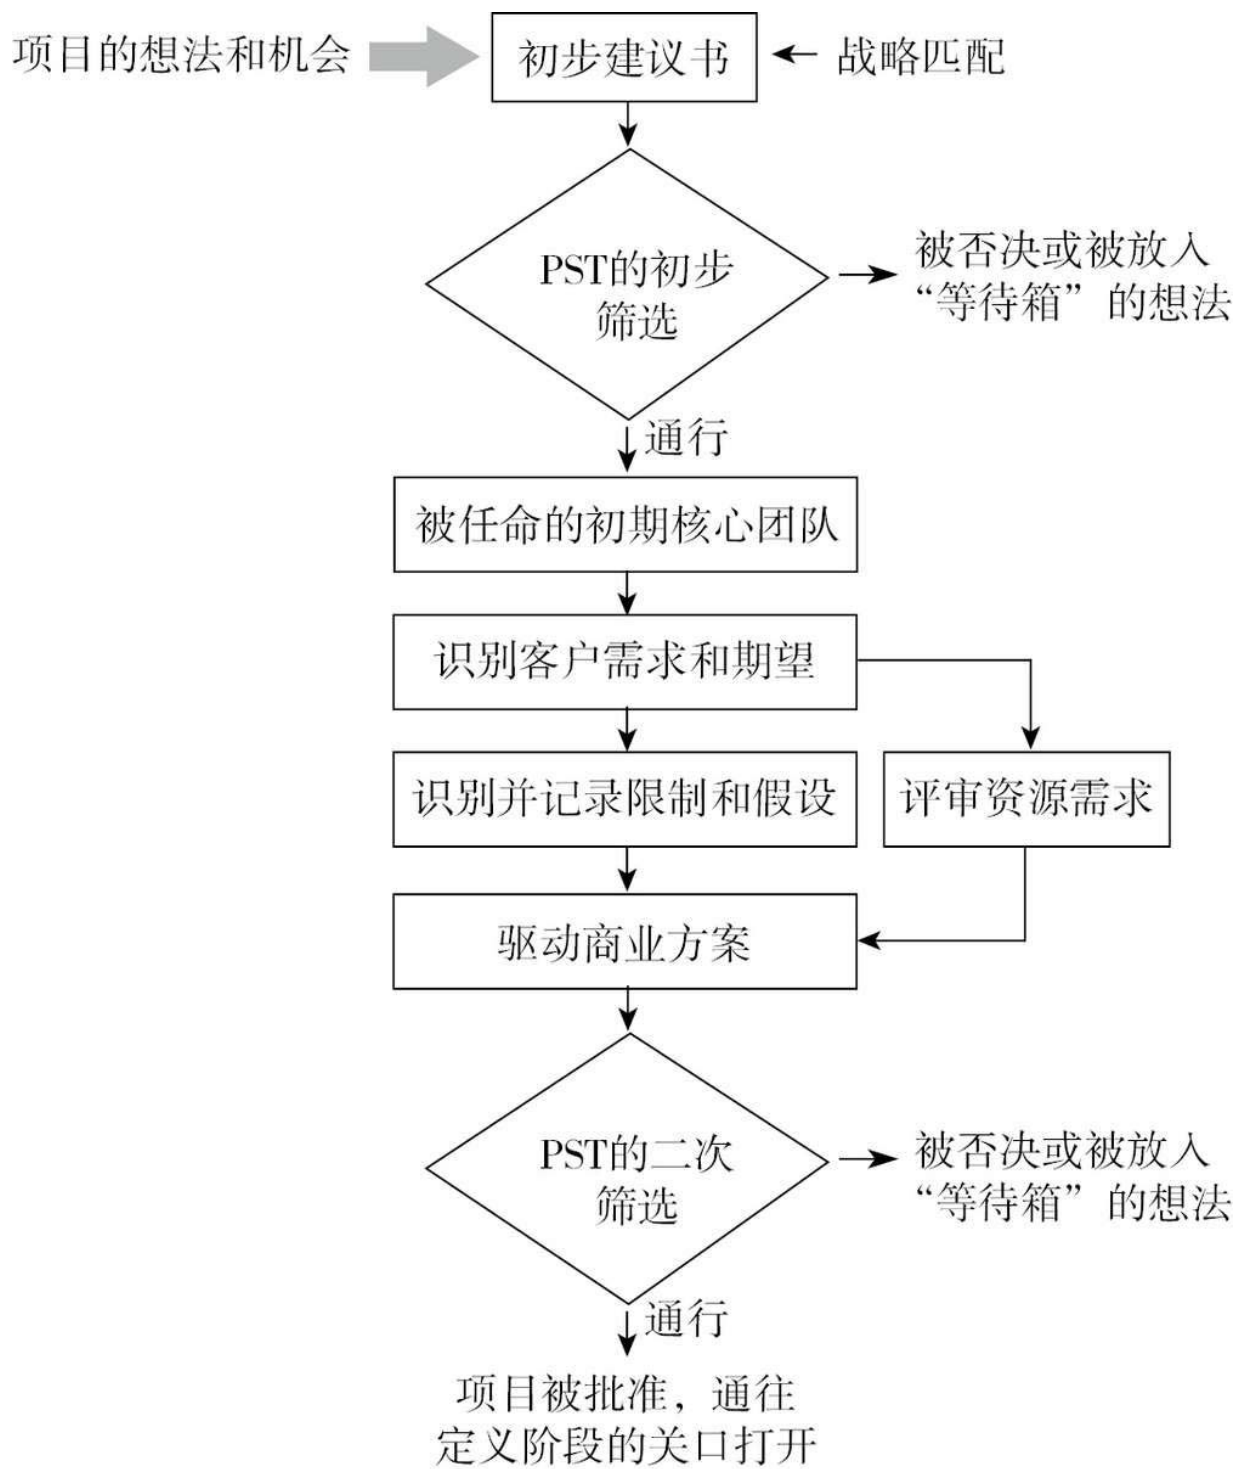 项目的想法和机会
初步建议书
战略匹配
PST的初步
筛选
被否决或被放入
“等待箱”的想法
通行
被任命的初期核心团队
识别客户需求和期望
识别并记录限制和假设
评审资源需求
驱动商业方案
PST的二次
筛选
被否决或被放入
“等待箱”的想法
通行
项目被批准，通往
定义阶段的关口打开